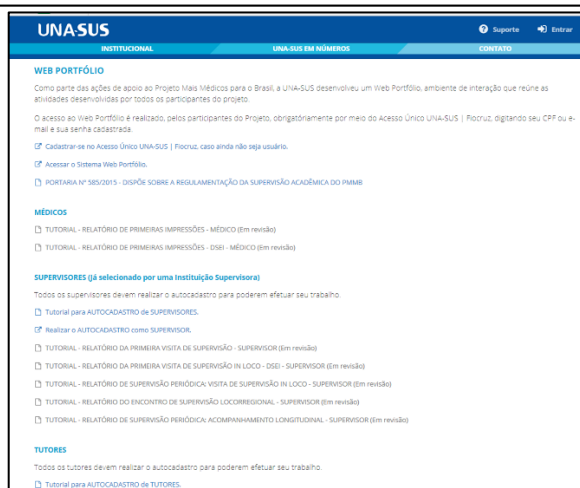 UNA-SUS
Suporte
Entrar
INSTITUCIONAL
UNA-SUS EM NÚMEROS
CONTATO
WEB PORTFÓLIO
Como parte das ações de apoio ao Projeto Mais Médicos para o Brasil, a UNA-SUS desenvolveu um Web Portfólio, ambiente de interação que reúne as
atividades desenvolvidas por todos os participantes do projeto.
O acesso ao Web Portfólio é realizado, pelos participantes do Projeto, obrigatóriamente por meio do Acesso Único UNA-SUS | Fiocruz, digitando seu CPF ou e-
mail e sua senha cadastrada.
Cadastrar-se no Acesso Único UNA-SUS | Fiocruz, caso ainda não seja usuário.
Acessar o Sistema Web Portfólio.
PORTARIA Nº 585/2015 - DISPÕE SOBRE A REGULAMENTAÇÃO DA SUPERVISÃO ACADÊMICA DO PMMB
MÉDICOS
TUTORIAL - RELATÓRIO DE PRIMEIRAS IMPRESSÕES - MÉDICO (Em revisão)
TUTORIAL - RELATÓRIO DE PRIMEIRAS IMPRESSÕES - DSEI - MÉDICO (Em revisão)
SUPERVISORES (Já selecionado por uma Instituição Supervisora)
Todos os supervisores devem realizar o autocadastro para poderem efetuar seu trabalho.
Tutorial para AUTOCADASTRO de SUPERVISORES.
Realizar o AUTOCADASTRO como SUPERVISOR.
TUTORIAL - RELATÓRIO DA PRIMEIRA VISITA DE SUPERVISÃO - SUPERVISOR (Em revisão)
TUTORIAL - RELATÓRIO DA PRIMEIRA VISITA DE SUPERVISÃO IN LOCO - DSEI - SUPERVISOR (Em revisão)
TUTORIAL - RELATÓRIO DE SUPERVISÃO PERIÓDICA: VISITA DE SUPERVISÃO IN LOCO - SUPERVISOR (Em revisão)
TUTORIAL - RELATÓRIO DO ENCONTRO DE SUPERVISÃO LOCORREGIONAL - SUPERVISOR (Em revisão)
TUTORIAL - RELATÓRIO DE SUPERVISÃO PERIÓDICA: ACOMPANHAMENTO LONGITUDINAL - SUPERVISOR (Em revisão)
TUTORES
Todos os tutores devem realizar o autocadastro para poderem efetuar seu trabalho.
Tutorial para AUTOCADASTRO de TUTORES.